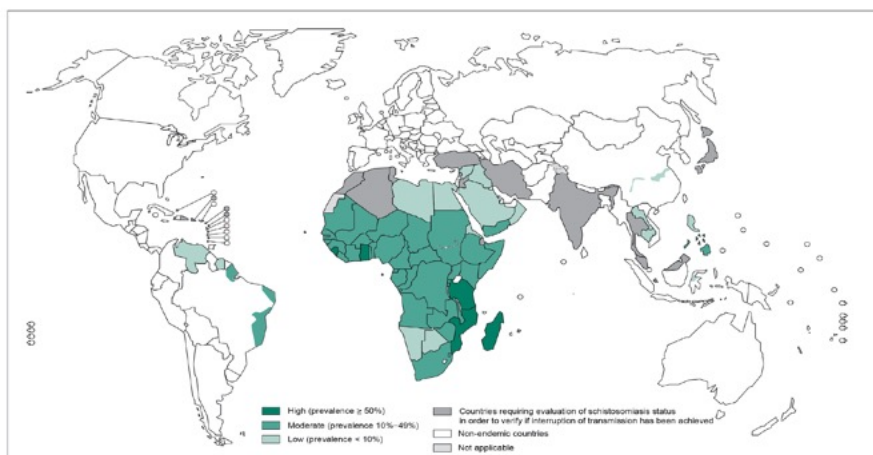 High (prevalence ≥ 50%)
Moderate (prevalence 10%–49%)
Low (prevalence < 10%)
Countries requiring evaluation of schistosomiasis status
in order to verify if interruption of transmission has been achieved
Non-endemic countries
Not applicable